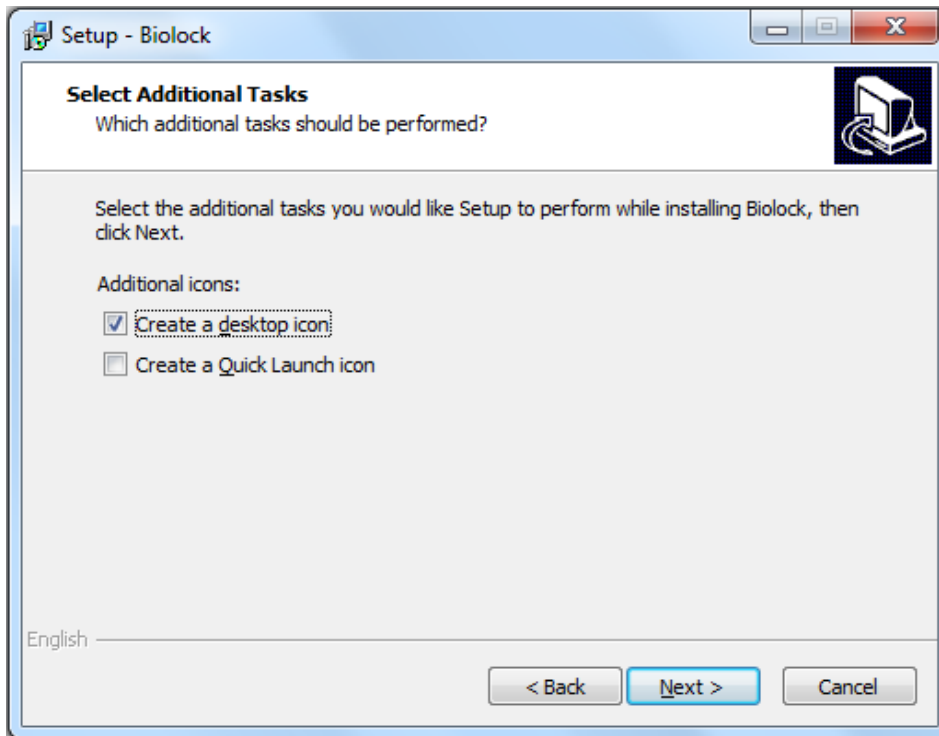 Setup - Biolock
Select Additional Tasks
Which additional tasks should be performed?
Select the additional tasks you would like Setup to perform while installing Biolock, then
click Next.
Additional icons:
Create a desktop icon
Create a Quick Launch icon
English
< Back
Next >
Cancel